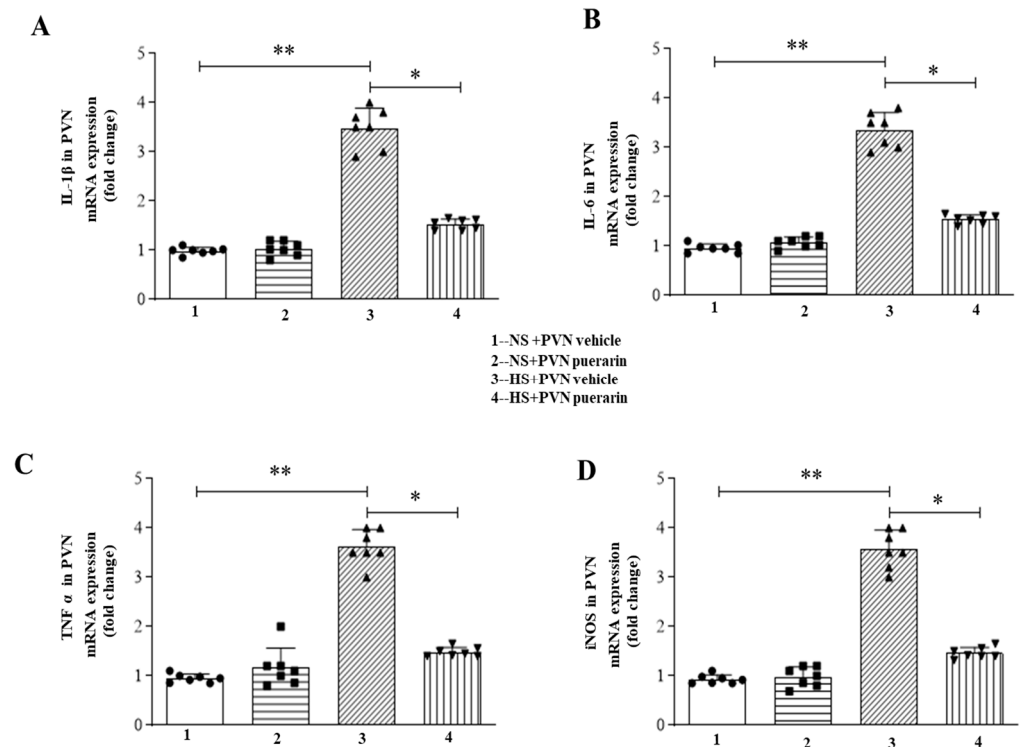 A
IL-1β in PVN
mRNA expression
(fold change)
5
4
3
2
1
0
**
*
1 2 3 4
B
IL-6 in PVN
mRNA expression
(fold change)
5
4
3
2
1
0
**
*
1 2 3 4
1--NS +PVN vehicle
2--NS+PVN puerarin
3--HS+PVN vehicle
4--HS+PVN puerarin
C
TNF α in PVN
mRNA expression
(fold change)
5
4
3
2
1
0
**
*
1 2 3 4
D
iNOS in PVN
mRNA expression
(fold change)
5
4
3
2
1
0
**
*
1 2 3 4